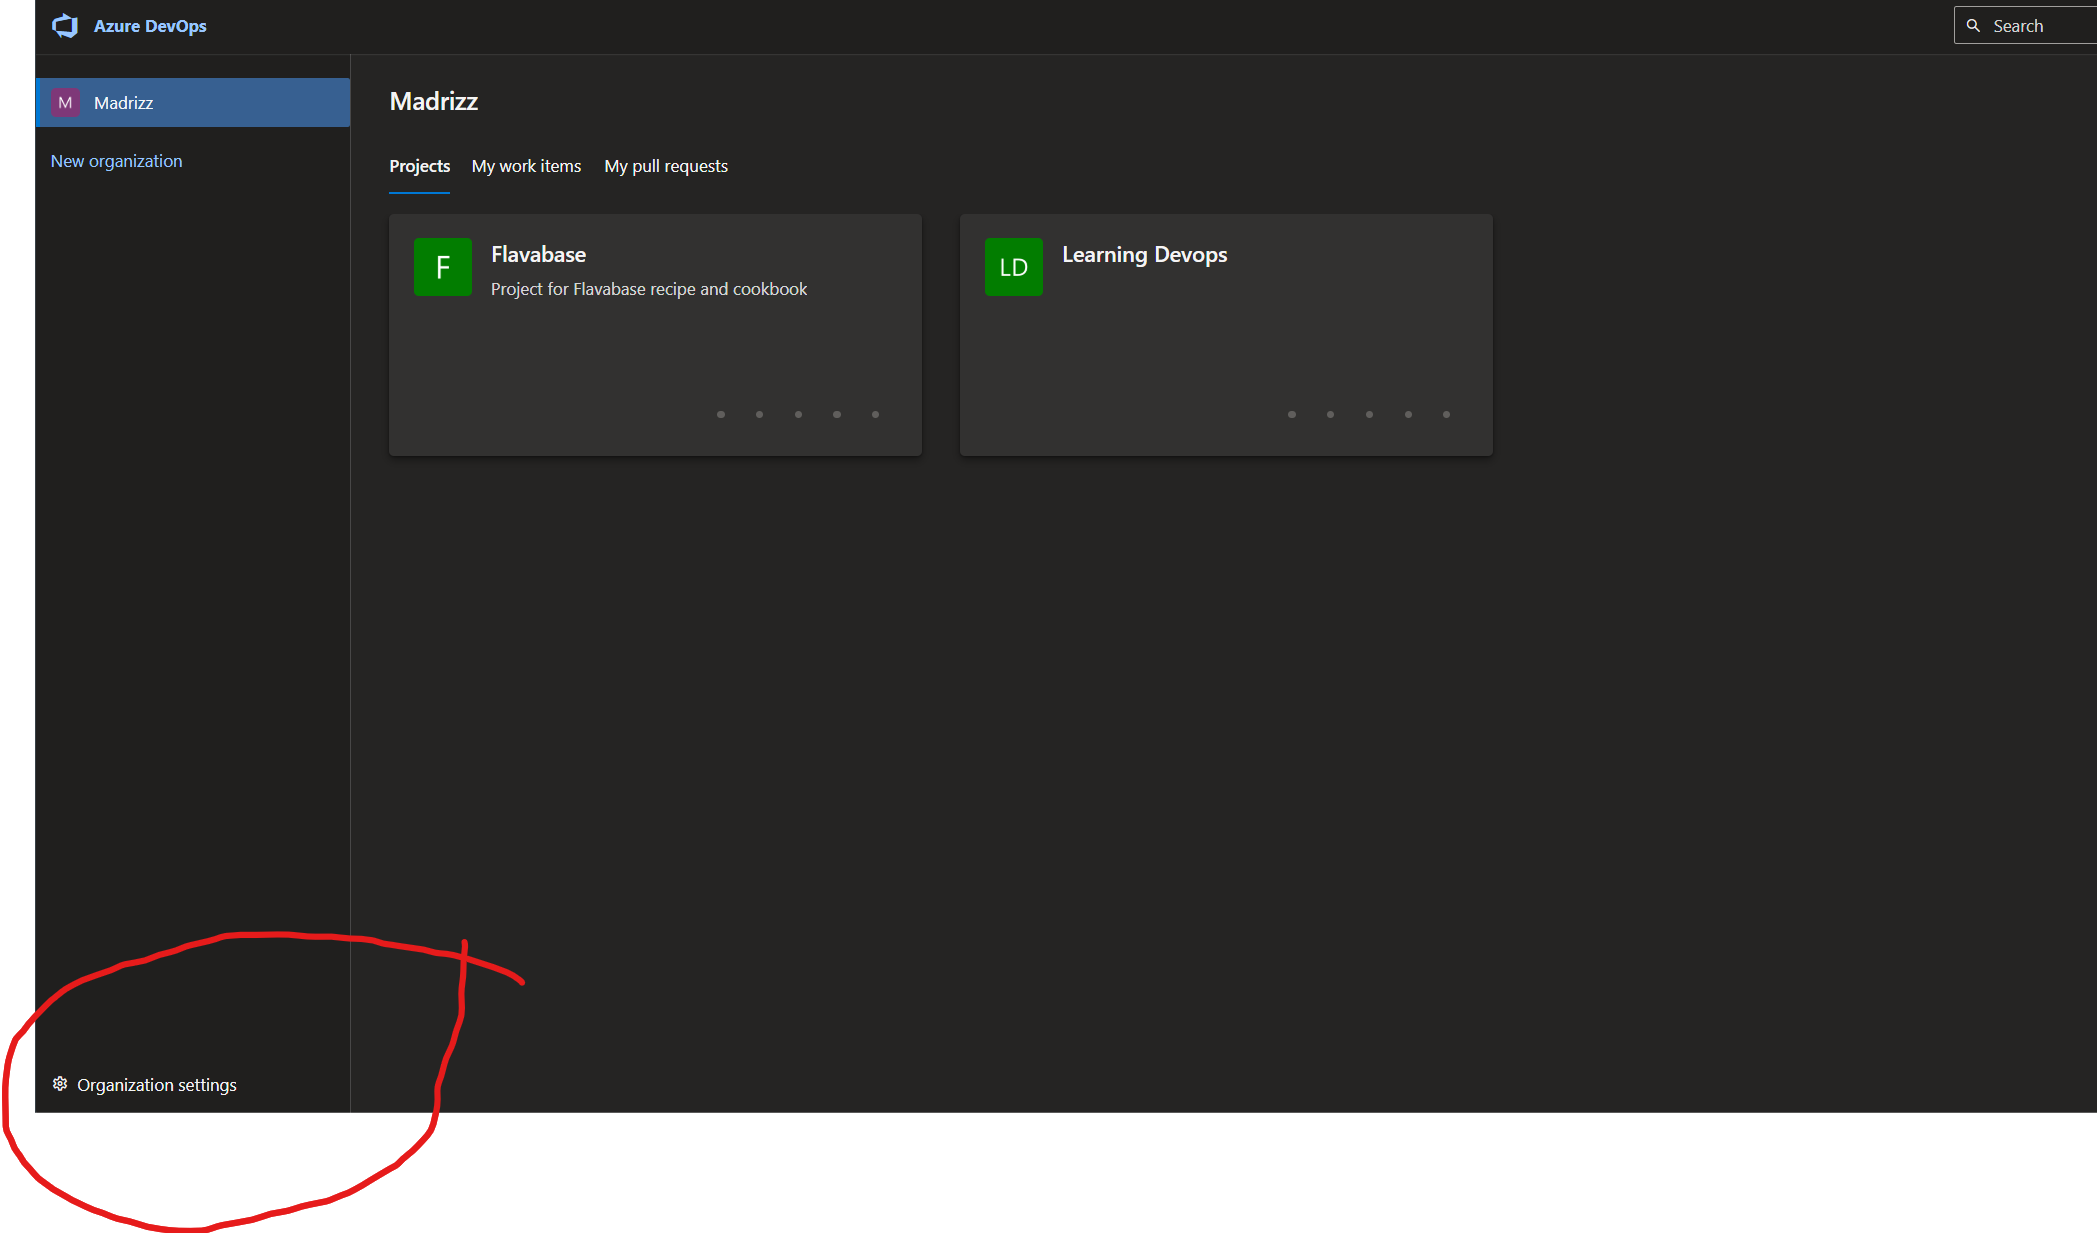 Azure DevOps
Search
M Madrizz
New organization
Madrizz
Projects My work items My pull requests
F Flavabase
Project for Flavabase recipe and cookbook
LD Learning Devops
Organization settings